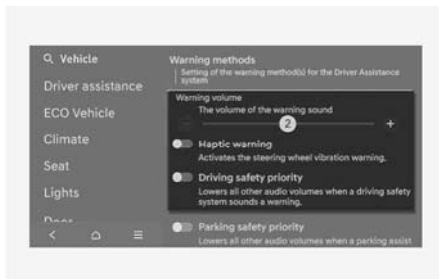 Vehicle
Driver assistance
ECO Vehicle
Climate
Seat
Lights
Door
Warning methods
Setting of the warning method(s) for the Driver Assistance
system
Warning volume
The volume of the warning sound
2
+
Haptic warning
Activates the steering wheel vibration warning.
Driving safety priority
Lowers all other audio volumes when a driving safety
system sounds a warning.
Parking safety priority
Lowers all other audio volumes when a parking assist